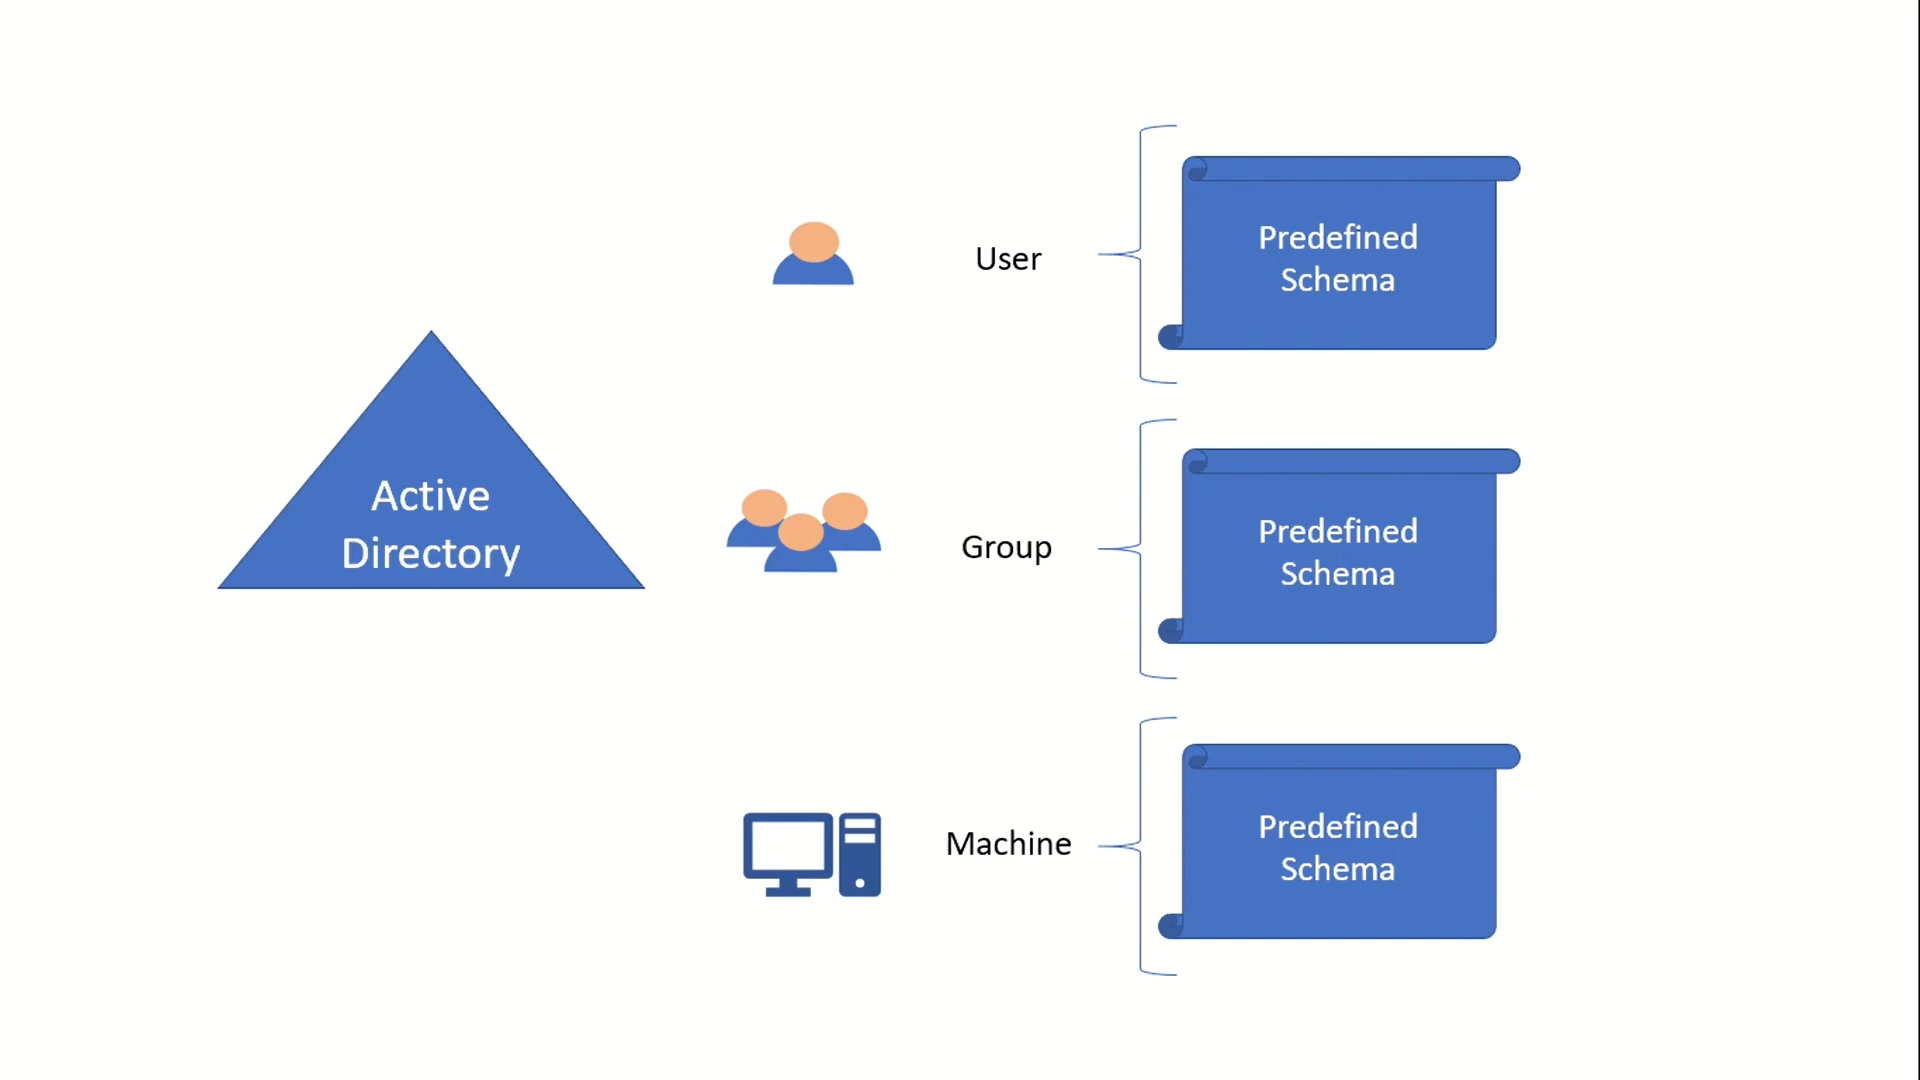 Active
Directory
User
Predefined
Schema
Group
Predefined
Schema
Machine
Predefined
Schema